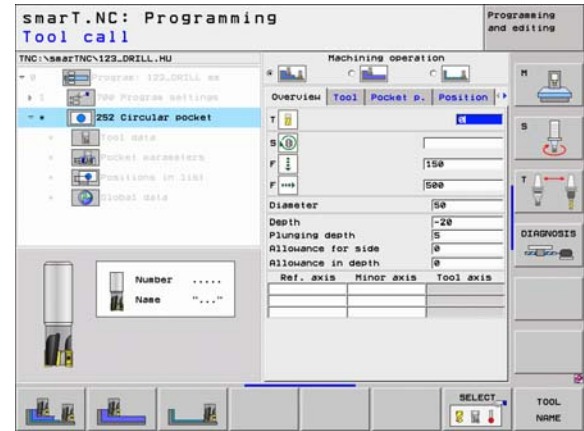 smarT.NC: Programming
Tool call
Programming
and editing
TNC:\smarTNC\123_DRILL.HU
0 Program: 123_DRILL mm
1 700 Program settings
252 Circular pocket
Tool data
Pocket parameters
Positions in list
Global data
Number .....
Name "..."
Machining operation
Overview Tool Pocket p. Position
T 0
S
F 150
F 500
Diameter 50
Depth -20
Plunging depth 5
Allowance for side 0
Allowance in depth 0
Ref. axis Minor axis Tool axis
M
S
T
DIAGNOSIS
SELECT
TOOL
NAME